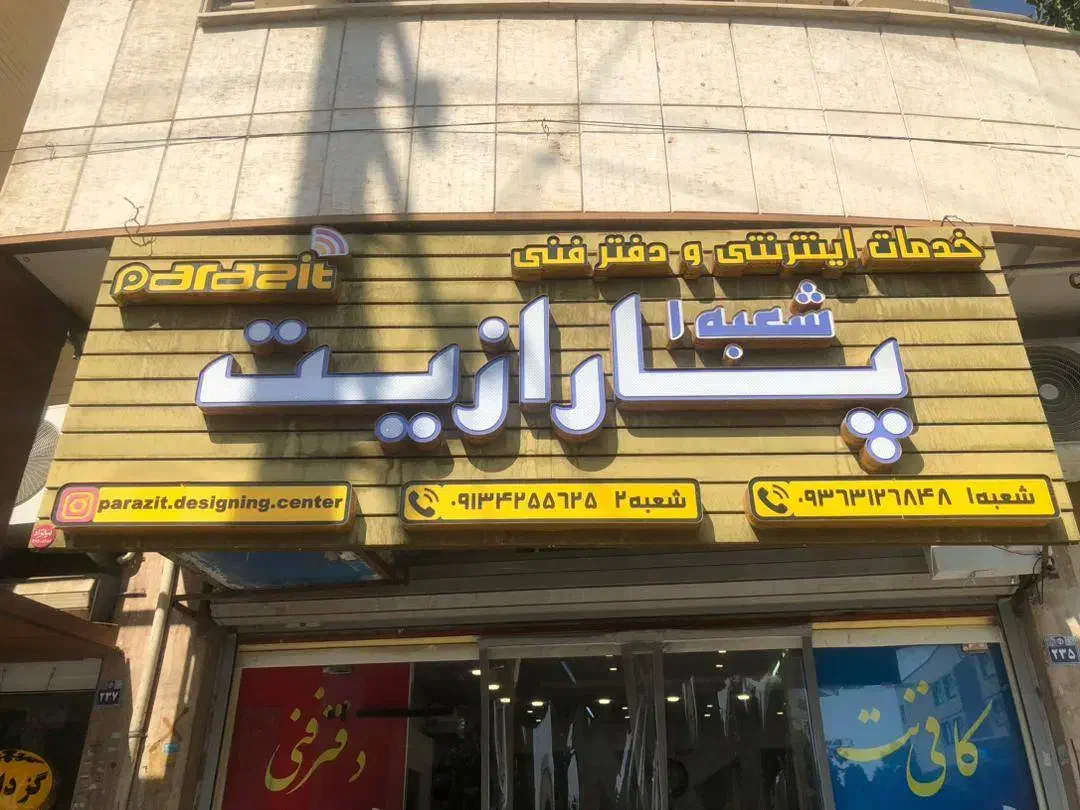 خدمات اینترنتی و دفتر فنی
parazit
شعبه ۱
پارازیت
شعبه ۱ ۰۹۳۶۳۱۲۶۸۴۸
شعبه ۲ ۰۹۱۳۴۲۵۵۶۲۵
parazit.designing.center
کافی نت
دفتر فنی
۲۳۵
۲۳۷